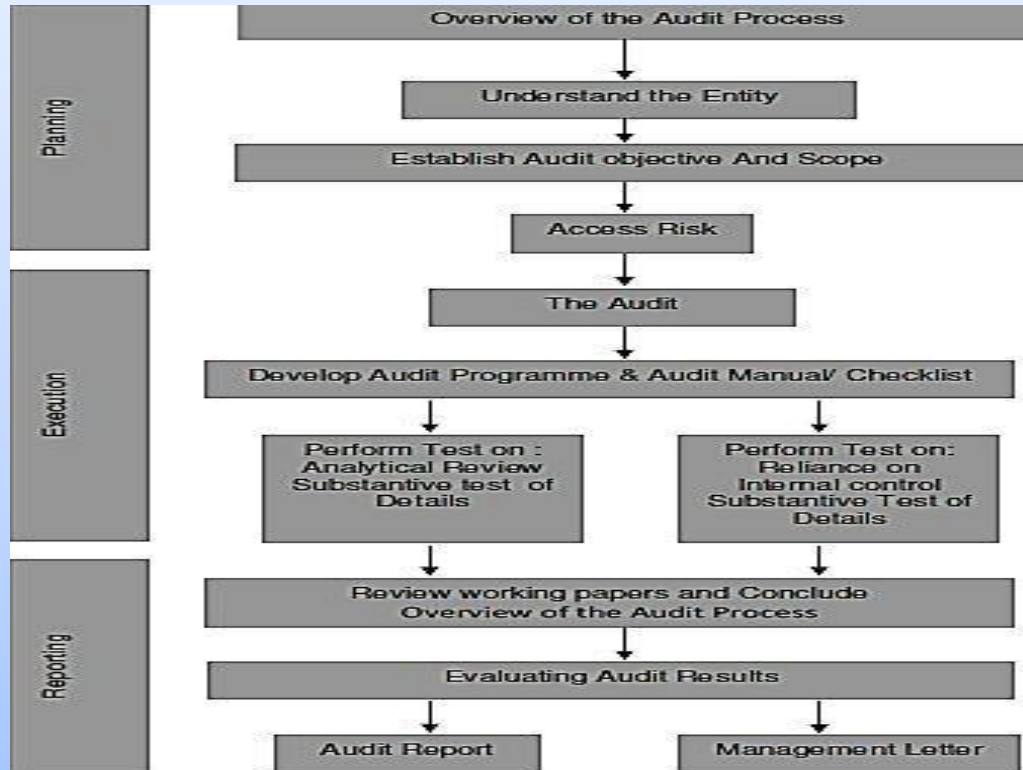 Planning
Overview of the Audit Process
Understand the Entity
Establish Audit objective And Scope
Access Risk
Execution
The Audit
Develop Audit Programme & Audit Manual/ Checklist
Perform Test on :
Analytical Review
Substantive test of
Details
Perform Test on:
Reliance on
Internal control
Substantive Test of
Details
Reporting
Review working papers and Conclude
Overview of the Audit Process
Evaluating Audit Results
Audit Report
Management Letter